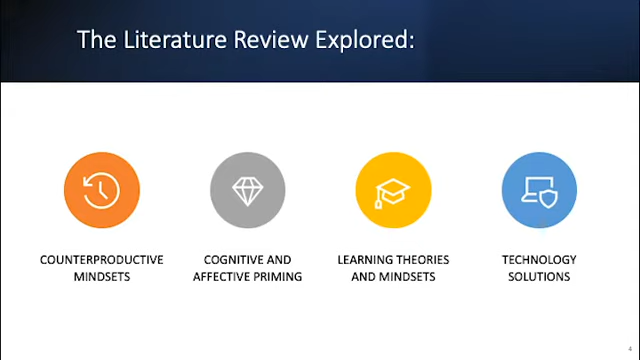 The Literature Review Explored:
COUNTERPRODUCTIVE
MINDSETS
COGNITIVE AND
AFFECTIVE PRIMING
LEARNING THEORIES
AND MINDSETS
TECHNOLOGY
SOLUTIONS
4